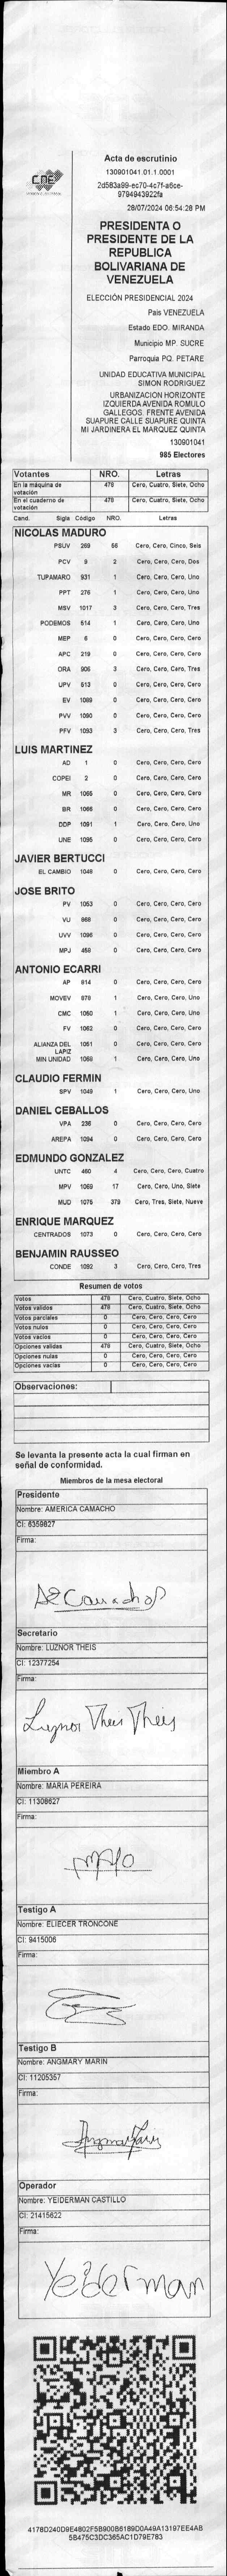 CNE
Acta de escrutinio
130901041.01.1.0001
2d583a99-ec70-4c7f-a6ce-
9794943922fa
28/07/2024 06:54:28 PM
PRESIDENTA O
PRESIDENTE DE LA
REPUBLICA
BOLIVARIANA DE
VENEZUELA
ELECCIÓN PRESIDENCIAL 2024
Pais VENEZUELA
Estado EDO. MIRANDA
Municipio MP. SUCRE
Parroquia PQ. PETARE
UNIDAD EDUCATIVA MUNICIPAL
SIMON RODRIGUEZ
URBANIZACION HORIZONTE
IZQUIERDA AVENIDA ROMULO
GALLEGOS. FRENTE AVENIDA
SUAPURE CALLE SUAPURE QUINTA
MI JARDINERA EL MARQUEZ QUINTA
130901041
985 Electores
Votantes NRO. Letras
En la máquina de votación 478 Cero, Cuatro, Siete, Ocho
En el cuaderno de votación 478 Cero, Cuatro, Siete, Ocho
Cand. Sigla Código NRO. Letras
NICOLAS MADURO
PSUV 269 56 Cero, Cero, Cinco, Seis
PCV 9 2 Cero, Cero, Cero, Dos
TUPAMARO 931 1 Cero, Cero, Cero, Uno
PPT 276 1 Cero, Cero, Cero, Uno
MSV 1017 3 Cero, Cero, Cero, Tres
PODEMOS 514 1 Cero, Cero, Cero, Uno
MEP 6 0 Cero, Cero, Cero, Cero
APC 219 0 Cero, Cero, Cero, Cero
ORA 906 3 Cero, Cero, Cero, Tres
UPV 513 0 Cero, Cero, Cero, Cero
EV 1089 0 Cero, Cero, Cero, Cero
PVV 1090 0 Cero, Cero, Cero, Cero
PFV 1093 3 Cero, Cero, Cero, Tres
LUIS MARTINEZ
AD 1 0 Cero, Cero, Cero, Cero
COPEI 2 0 Cero, Cero, Cero, Cero
MR 1065 0 Cero, Cero, Cero, Cero
BR 1066 0 Cero, Cero, Cero, Cero
DDP 1091 1 Cero, Cero, Cero, Uno
UNE 1095 0 Cero, Cero, Cero, Cero
JAVIER BERTUCCI
EL CAMBIO 1048 0 Cero, Cero, Cero, Cero
JOSE BRITO
PV 1053 0 Cero, Cero, Cero, Cero
VU 868 0 Cero, Cero, Cero, Cero
UVV 1096 0 Cero, Cero, Cero, Cero
MPJ 458 0 Cero, Cero, Cero, Cero
ANTONIO ECARRI
AP 814 0 Cero, Cero, Cero, Cero
MOVEV 978 1 Cero, Cero, Cero, Uno
CMC 1050 1 Cero, Cero, Cero, Uno
FV 1062 0 Cero, Cero, Cero, Cero
ALIANZA DEL LAPIZ 1051 0 Cero, Cero, Cero, Cero
MIN UNIDAD 1068 1 Cero, Cero, Cero, Uno
CLAUDIO FERMIN
SPV 1049 1 Cero, Cero, Cero, Uno
DANIEL CEBALLOS
VPA 236 0 Cero, Cero, Cero, Cero
AREPA 1094 0 Cero, Cero, Cero, Cero
EDMUNDO GONZALEZ
UNTC 460 4 Cero, Cero, Cero, Cuatro
MPV 1069 17 Cero, Cero, Uno, Siete
MUD 1075 379 Cero, Tres, Siete, Nueve
ENRIQUE MARQUEZ
CENTRADOS 1073 0 Cero, Cero, Cero, Cero
BENJAMIN RAUSSEO
CONDE 1092 3 Cero, Cero, Cero, Tres
Resumen de votos
Votos 478 Cero, Cuatro, Siete, Ocho
Votos validos 478 Cero, Cuatro, Siete, Ocho
Votos parciales 0 Cero, Cero, Cero, Cero
Votos nulos 0 Cero, Cero, Cero, Cero
Votos vacios 0 Cero, Cero, Cero, Cero
Opciones validas 478 Cero, Cuatro, Siete, Ocho
Opciones nulas 0 Cero, Cero, Cero, Cero
Opciones vacias 0 Cero, Cero, Cero, Cero
Observaciones:
Se levanta la presente acta la cual firman en
señal de conformidad.
Miembros de la mesa electoral
Presidente
Nombre: AMERICA CAMACHO
CI: 6359827
Firma:
Secretario
Nombre: LUZNOR THEIS
CI: 12377254
Firma:
Luznor Theis Theis
Miembro A
Nombre: MARIA PEREIRA
CI: 11308627
Firma:
Testigo A
Nombre: ELIECER TRONCONE
CI: 9415006
Firma:
Testigo B
Nombre: ANGMARY MARIN
CI: 11205357
Firma:
Operador
Nombre: YEIDERMAN CASTILLO
CI: 21415622
Firma:
Yeiderman
4178D240D9E4802F5B900B6189D0A49A13197EE4AB
5B475C3DC365AC1D79E783